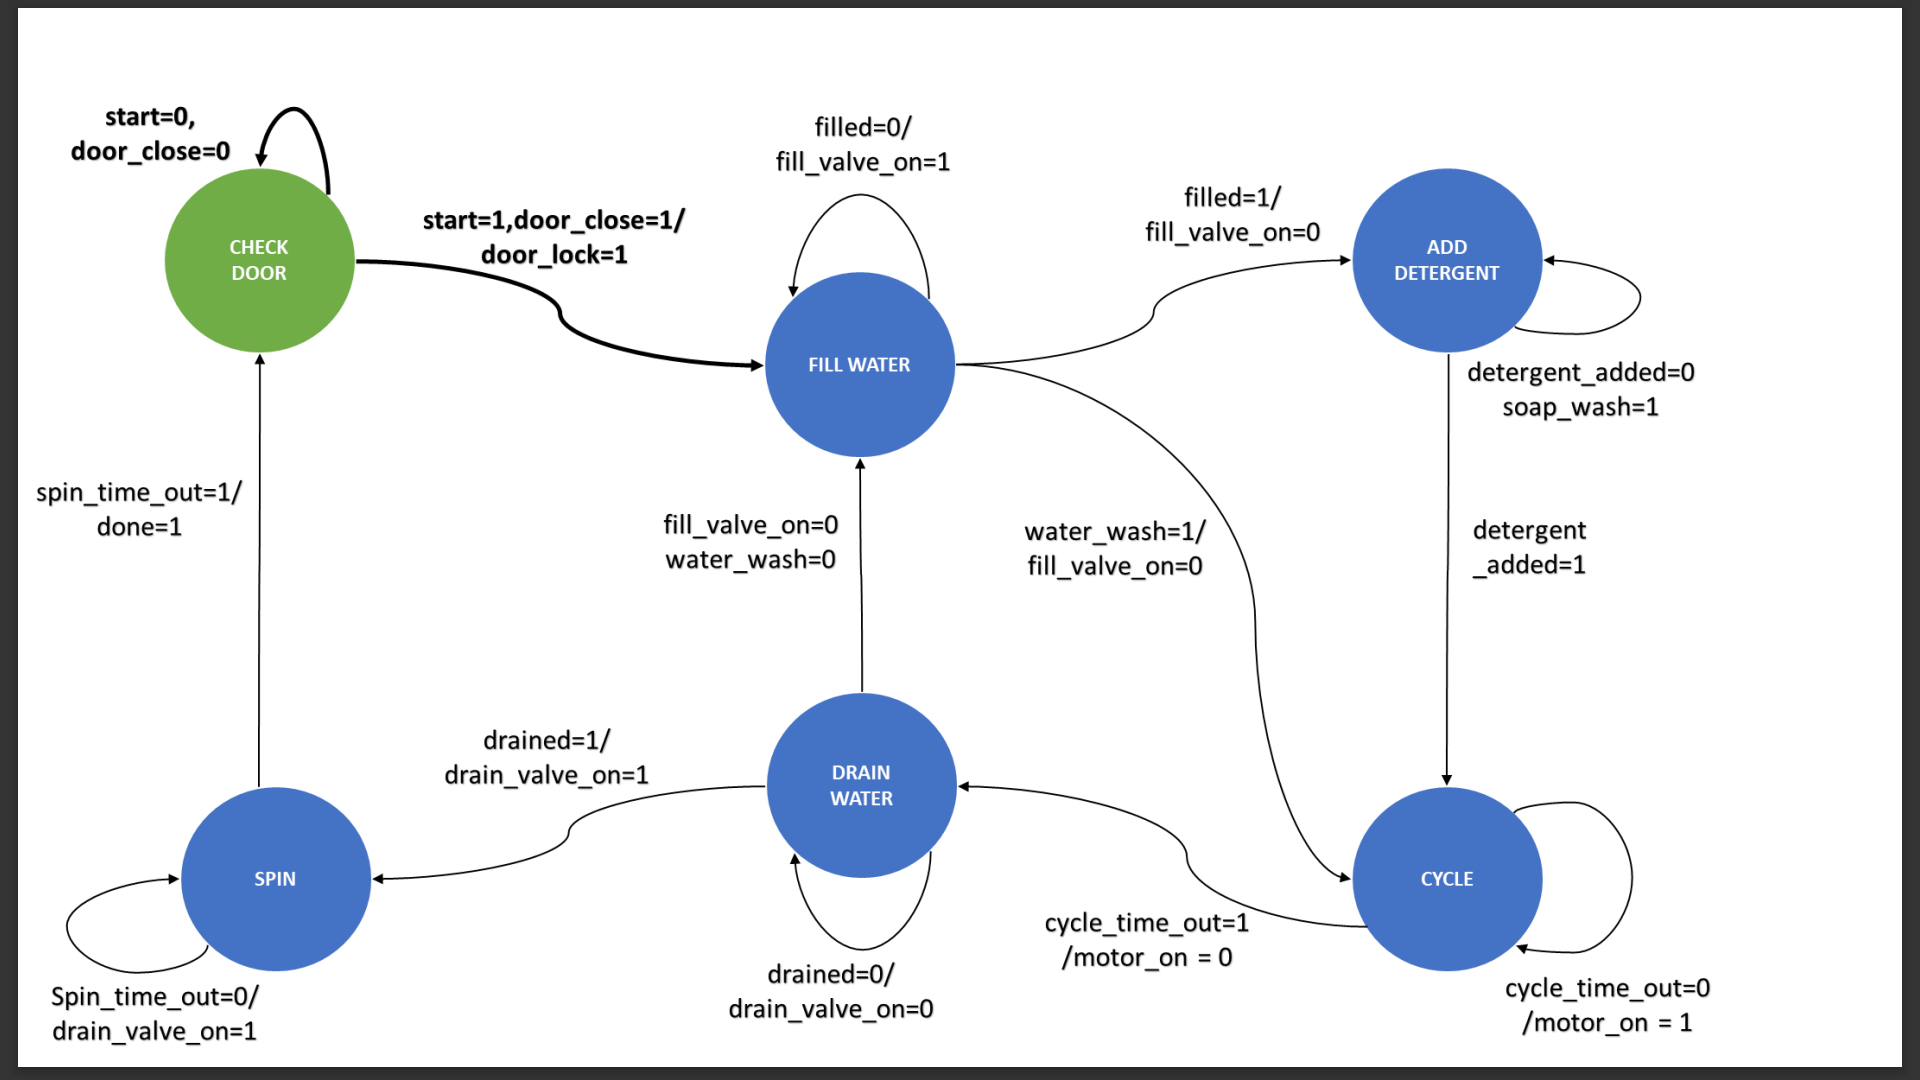 start=0,
door_close=0
CHECK
DOOR
start=1,door_close=1/
door_lock=1
filled=0/
fill_valve_on=1
FILL WATER
filled=1/
fill_valve_on=0
ADD
DETERGENT
detergent_added=0
soap_wash=1
spin_time_out=1/
done=1
fill_valve_on=0
water_wash=0
water_wash=1/
fill_valve_on=0
detergent
_added=1
drained=1/
drain_valve_on=1
DRAIN
WATER
SPIN
CYCLE
Spin_time_out=0/
drain_valve_on=1
drained=0/
drain_valve_on=0
cycle_time_out=1
/motor_on = 0
cycle_time_out=0
/motor_on = 1